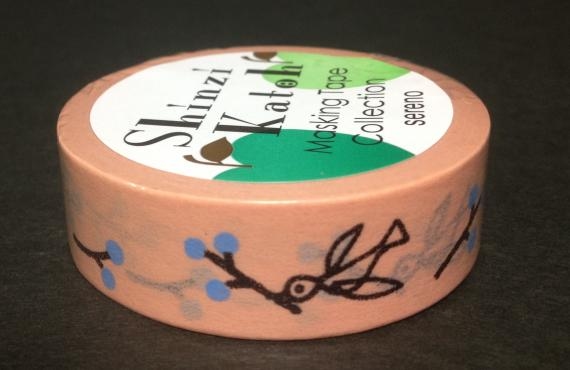 Shinzi
Katoh
Masking Tape
Collection
sereno